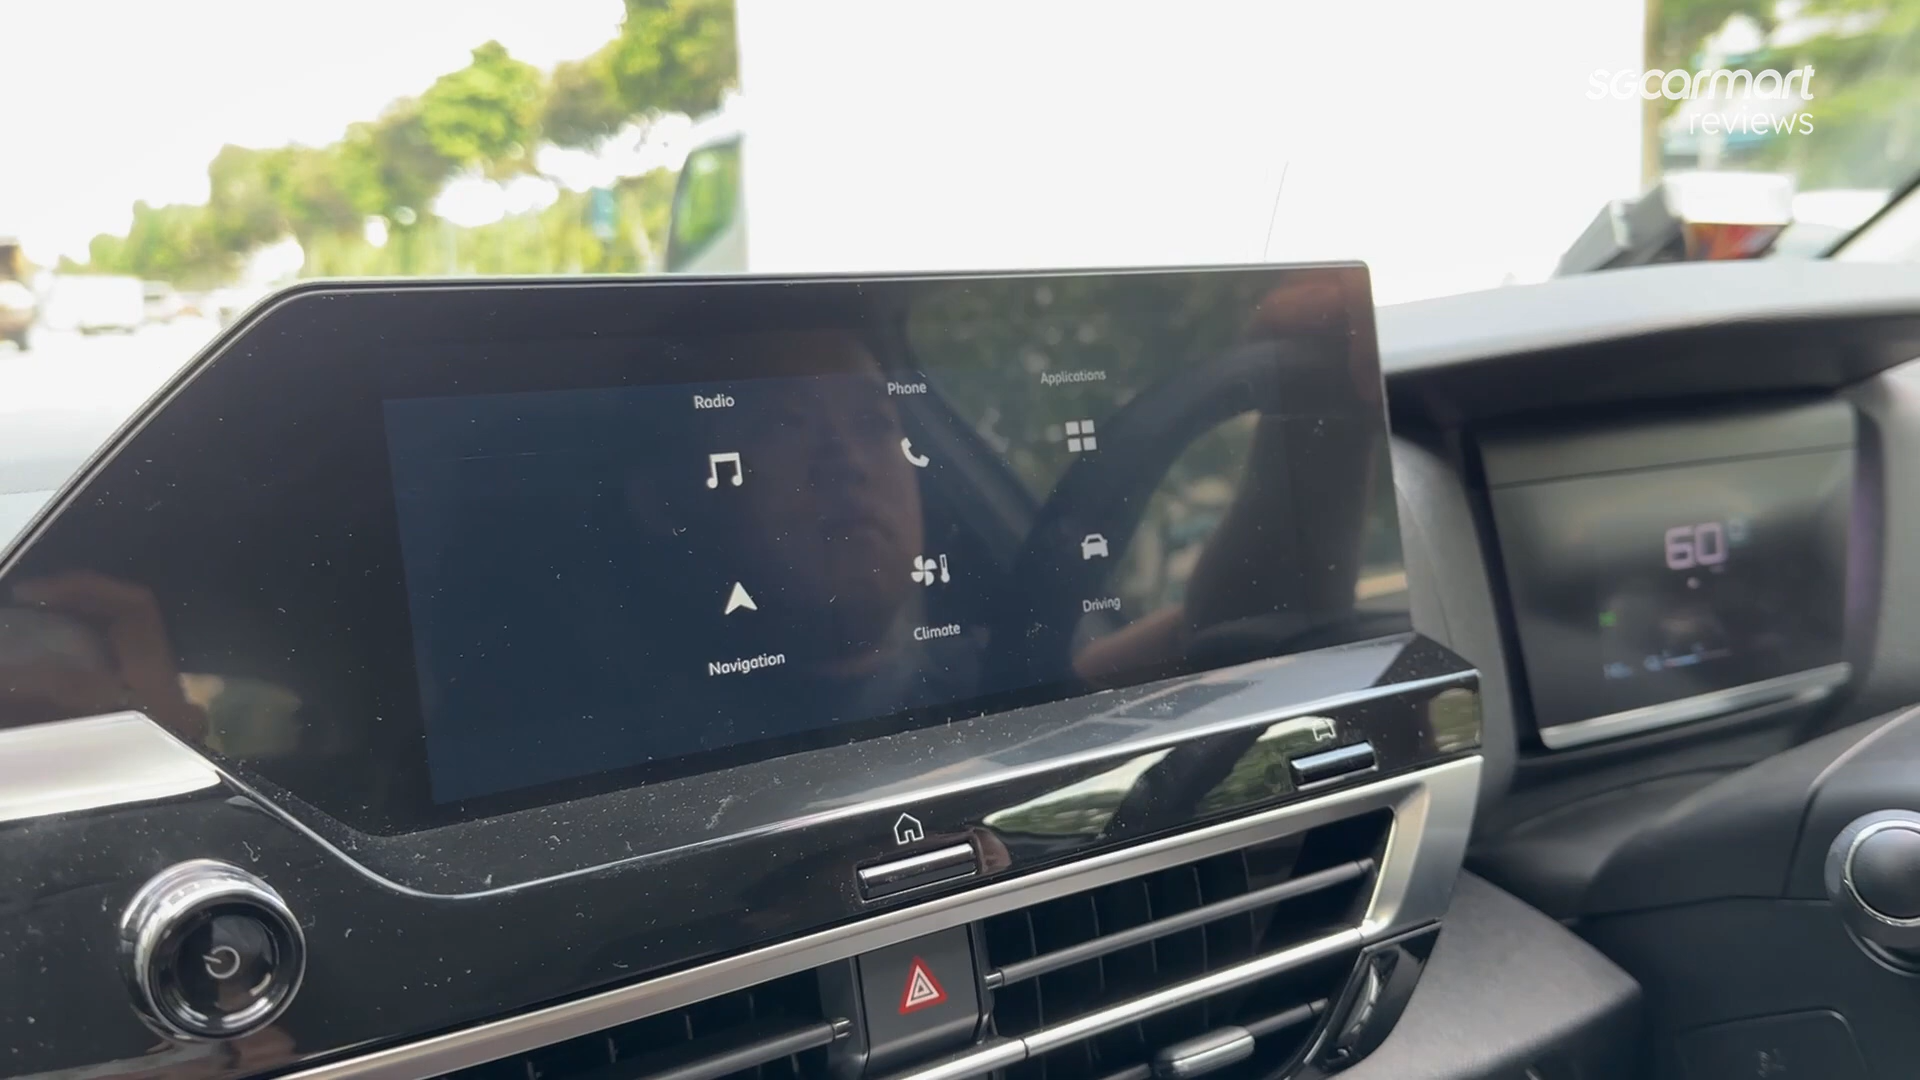 sgcarmart
reviews
Radio
Phone
Applications
Navigation
Climate
Driving
60